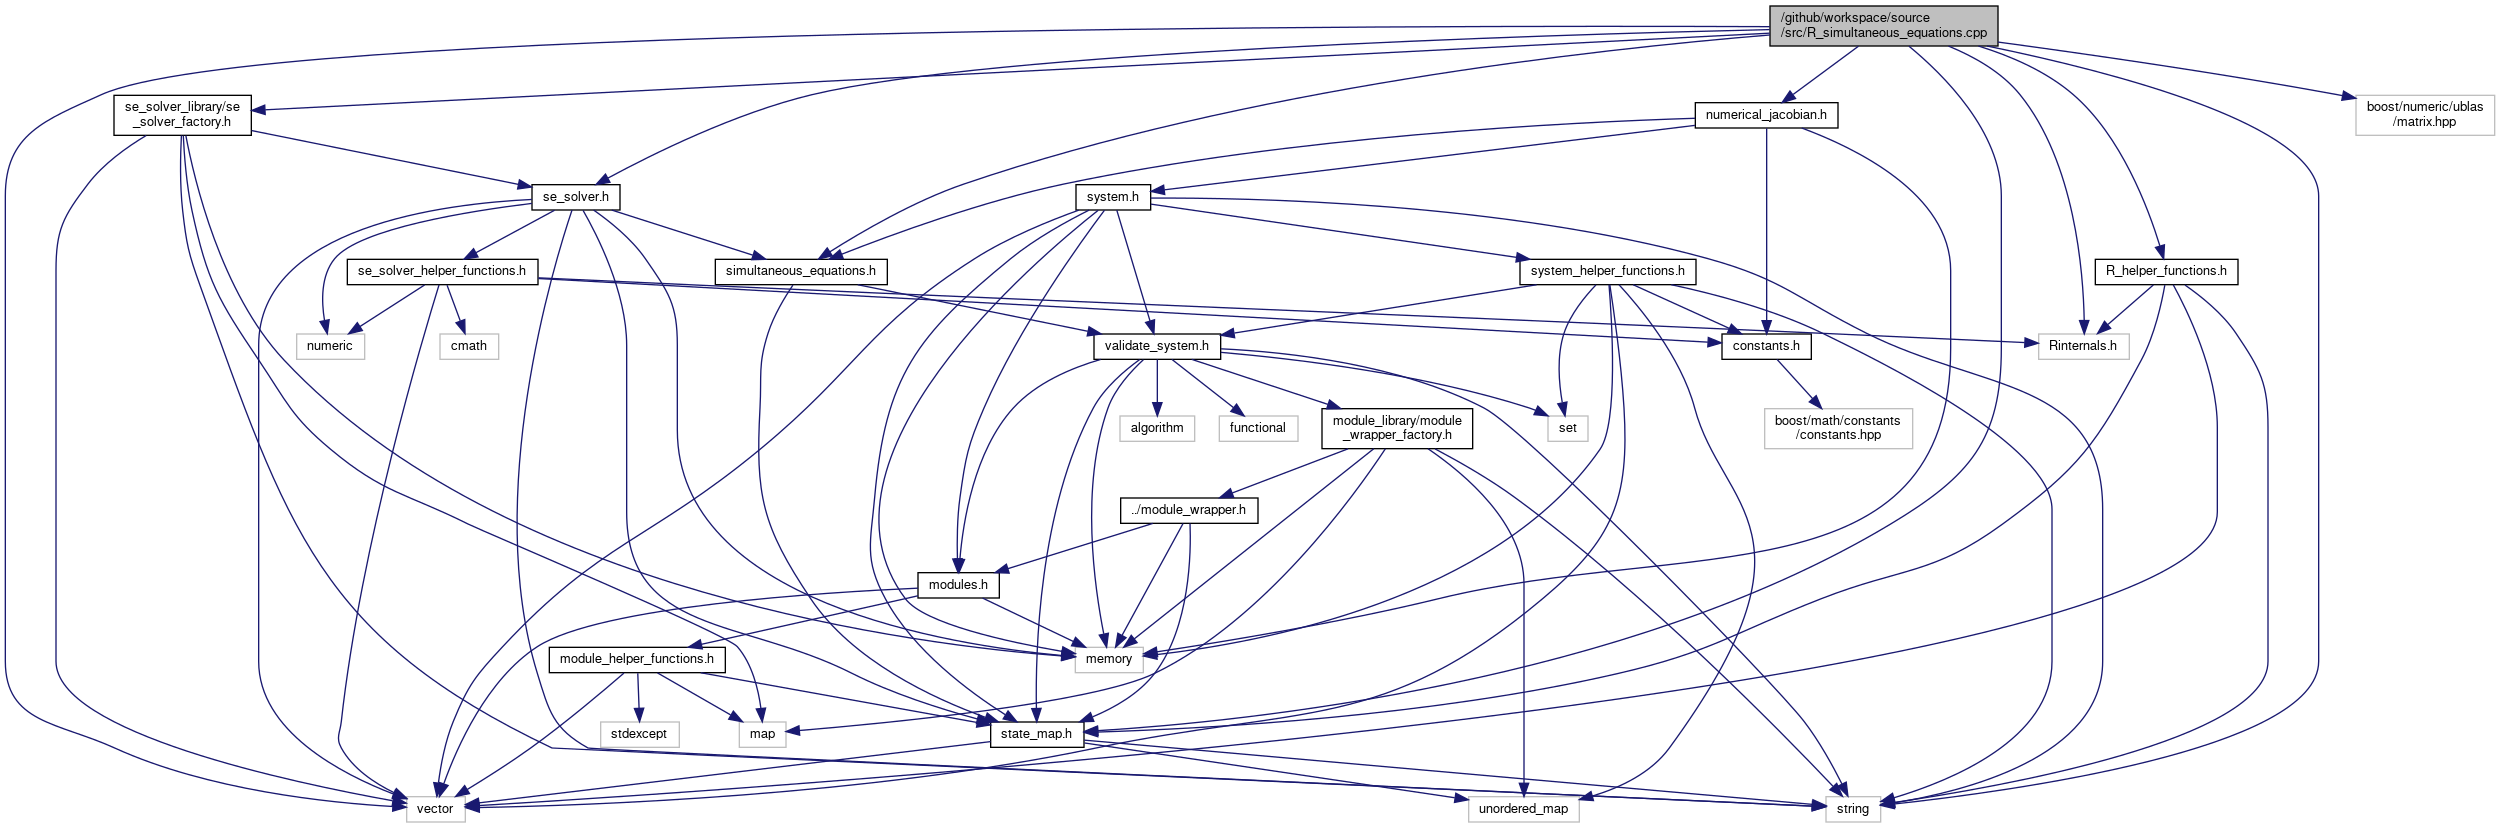 /github/workspace/source
/src/R_simultaneous_equations.cpp
se_solver_library/se
_solver_factory.h
numerical_jacobian.h
boost/numeric/ublas
/matrix.hpp
se_solver.h
system.h
se_solver_helper_functions.h
simultaneous_equations.h
system_helper_functions.h
R_helper_functions.h
numeric
cmath
validate_system.h
constants.h
Rinternals.h
algorithm
functional
module_library/module
_wrapper_factory.h
set
boost/math/constants
/constants.hpp
../module_wrapper.h
modules.h
module_helper_functions.h
memory
stdexcept
map
state_map.h
vector
unordered_map
string